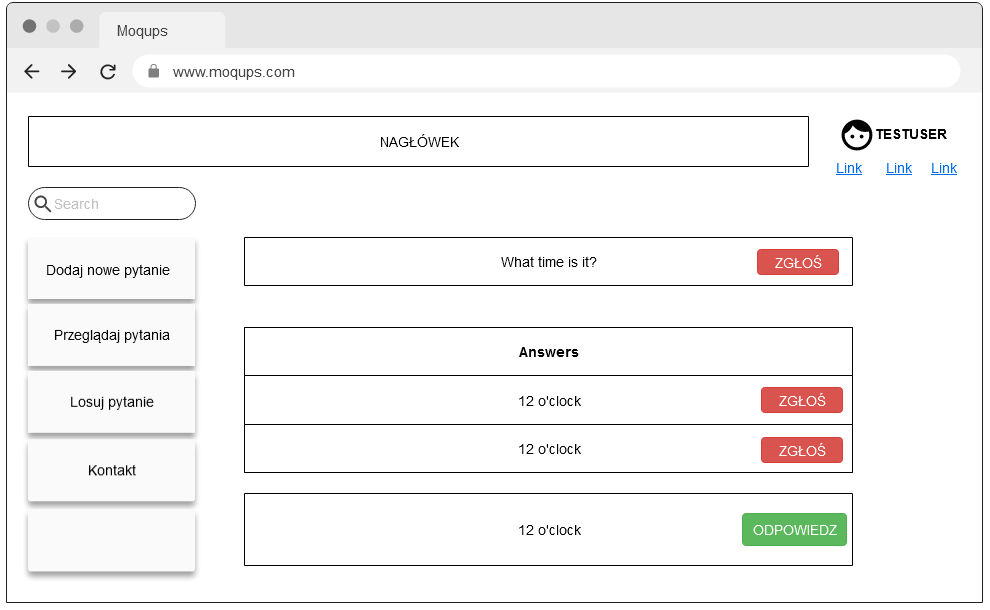 Moqups
www.moqups.com
NAGŁÓWEK
TESTUSER
Link Link Link
Search
Dodaj nowe pytanie
Przeglądaj pytania
Losuj pytanie
Kontakt
What time is it? ZGŁOŚ
Answers
12 o'clock ZGŁOŚ
12 o'clock ZGŁOŚ
12 o'clock ODPOWIEDZ